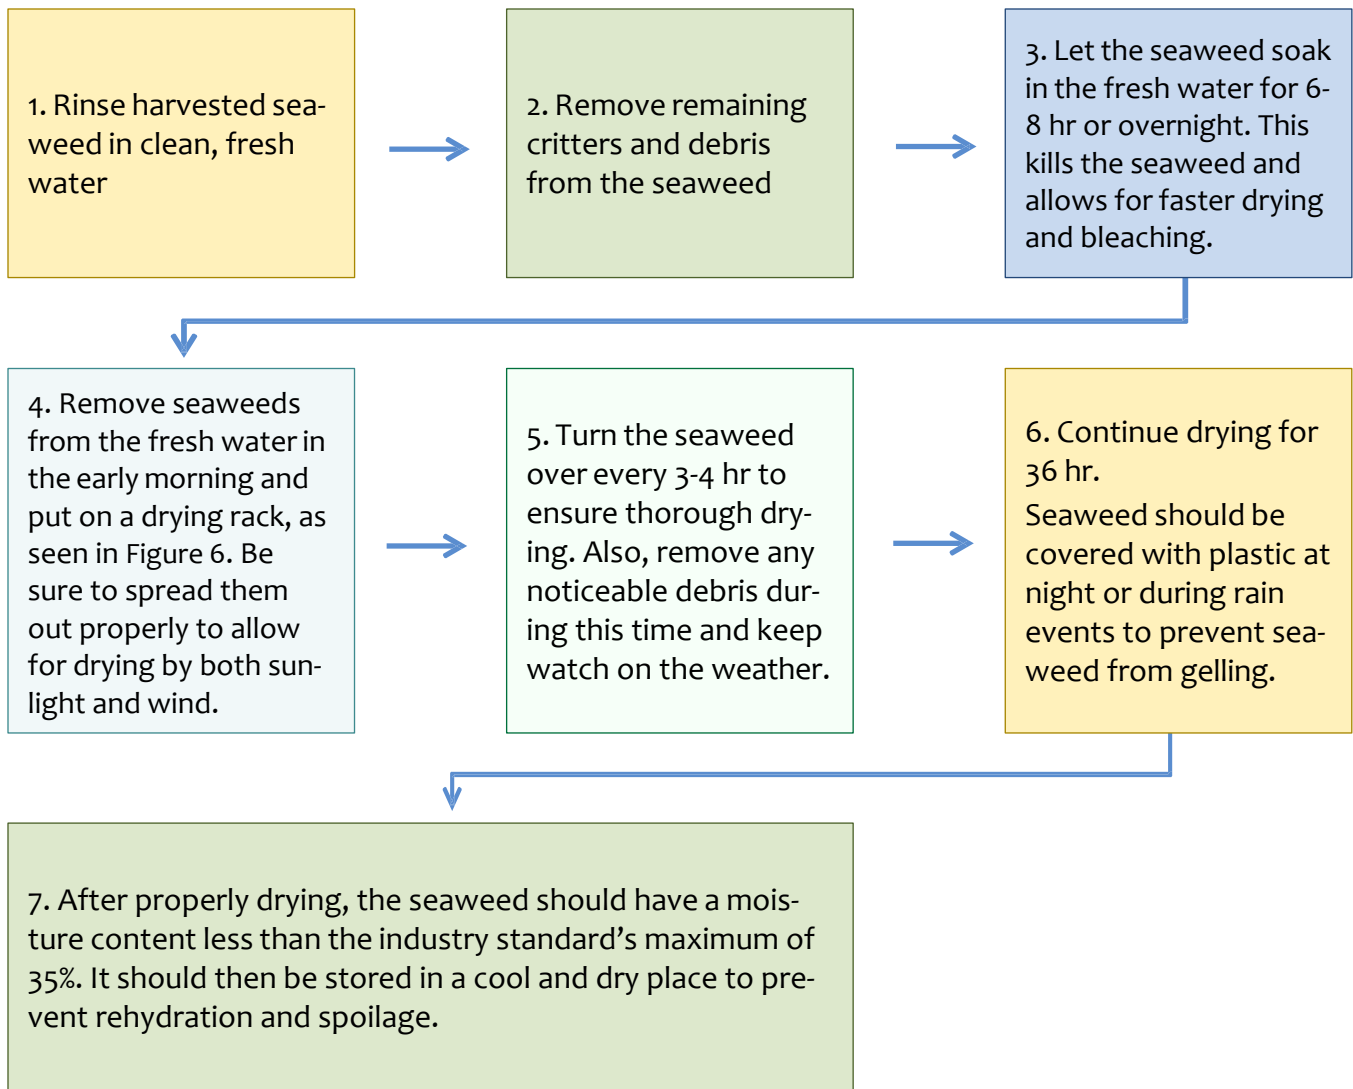 1. Rinse harvested sea-
weed in clean, fresh
water
2. Remove remaining
critters and debris
from the seaweed
3. Let the seaweed soak
in the fresh water for 6-
8 hr or overnight. This
kills the seaweed and
allows for faster drying
and bleaching.
4. Remove seaweeds
from the fresh water in
the early morning and
put on a drying rack, as
seen in Figure 6. Be
sure to spread them
out properly to allow
for drying by both sun-
light and wind.
5. Turn the seaweed
over every 3-4 hr to
ensure thorough dry-
ing. Also, remove any
noticeable debris dur-
ing this time and keep
watch on the weather.
6. Continue drying for
36 hr.
Seaweed should be
covered with plastic at
night or during rain
events to prevent sea-
weed from gelling.
7. After properly drying, the seaweed should have a mois-
ture content less than the industry standard’s maximum of
35%. It should then be stored in a cool and dry place to pre-
vent rehydration and spoilage.